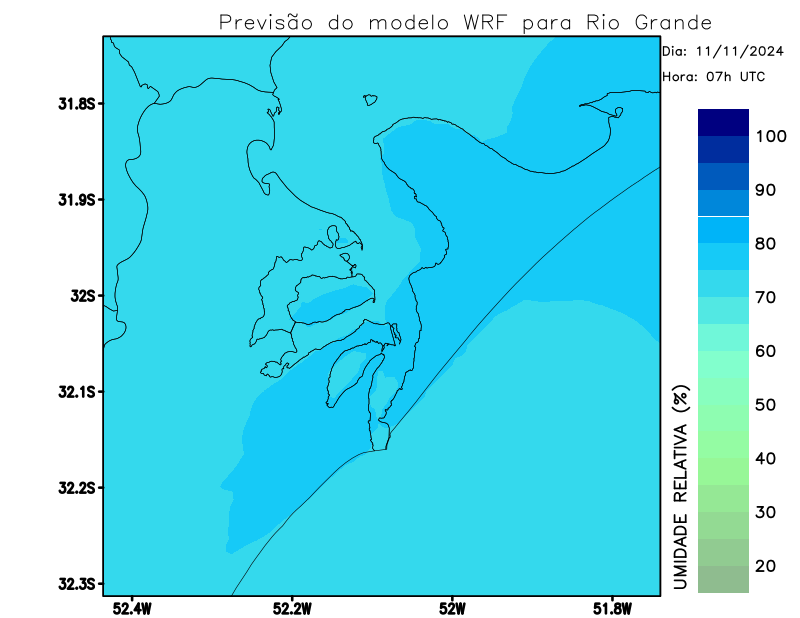 Previsão do modelo WRF para Rio Grande
Dia: 11/11/2024
Hora: 07h UTC
31.8S
31.9S
32S
32.1S
32.2S
32.3S
52.4W
52.2W
52W
51.8W
100
90
80
70
60
50
40
30
20
UMIDADE RELATIVA (%)